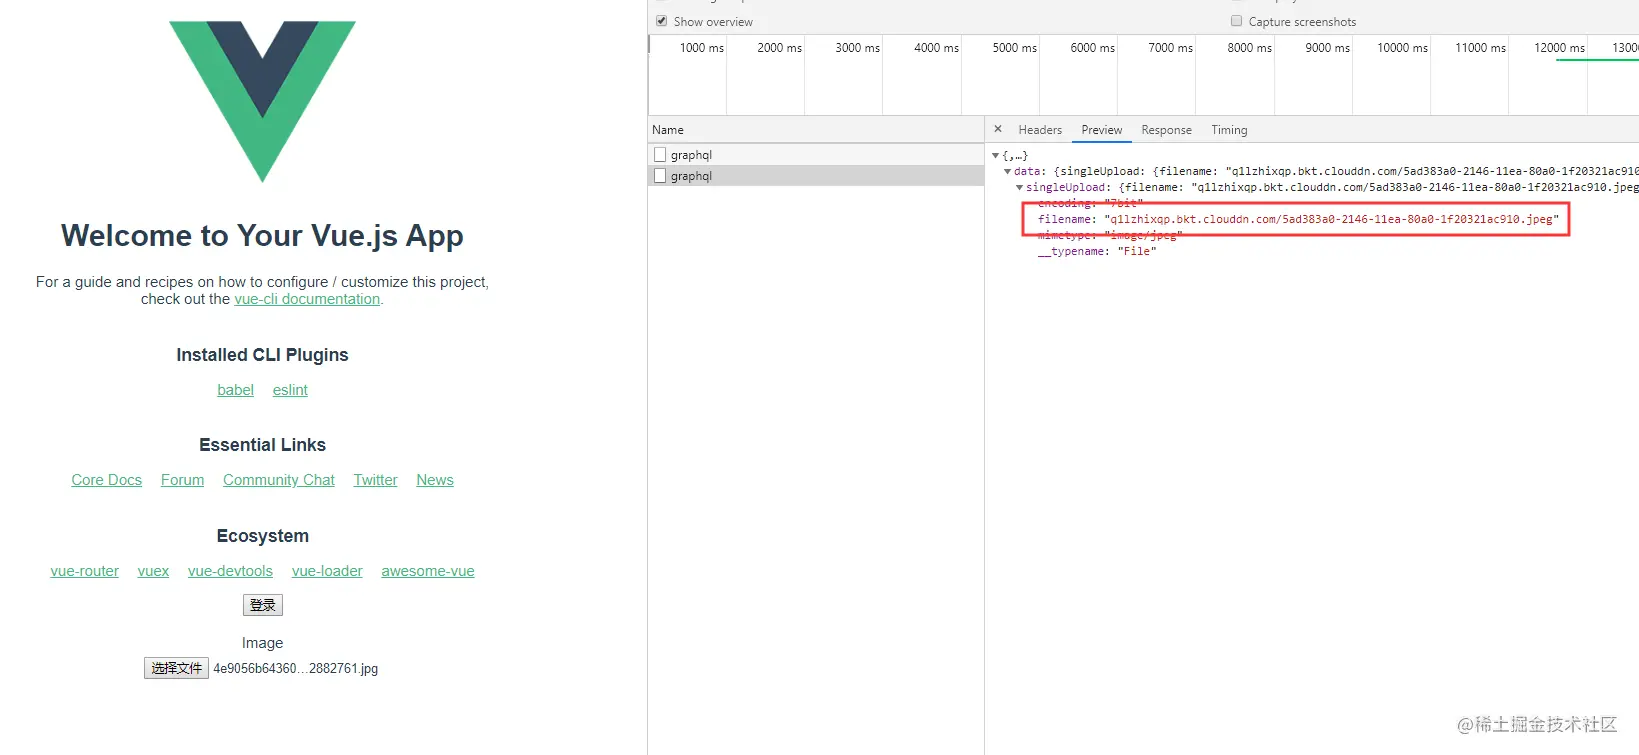 Show overview
Capture screenshots
1000 ms
2000 ms
3000 ms
4000 ms
5000 ms
6000 ms
7000 ms
8000 ms
9000 ms
10000 ms
11000 ms
12000 ms
1300
Name
× Headers Preview Response Timing
graphql
graphql
▼{,…}
▼data: {singleUpload: {filename: "q1lzhixqp.bkt.clouddn.com/5ad383a0-2146-11ea-80a0-1f20321ac910
▼singleUpload: {filename: "q1lzhixqp.bkt.clouddn.com/5ad383a0-2146-11ea-80a0-1f20321ac910.jpeg
encoding: "7bit"
filename: "q1lzhixqp.bkt.clouddn.com/5ad383a0-2146-11ea-80a0-1f20321ac910.jpeg"
mimetype: "image/jpeg"
__typename: "File"
Welcome to Your Vue.js App
For a guide and recipes on how to configure / customize this project,
check out the vue-cli documentation.
Installed CLI Plugins
babel eslint
Essential Links
Core Docs Forum Community Chat Twitter News
Ecosystem
vue-router vuex vue-devtools vue-loader awesome-vue
登录
Image
选择文件 4e9056b64360...2882761.jpg
@稀土掘金技术社区